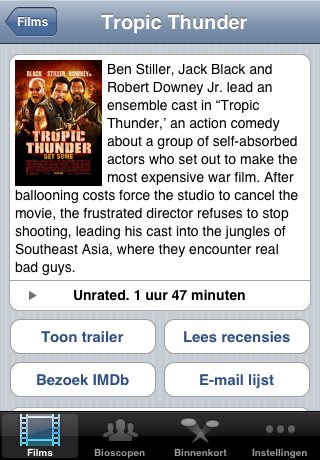 Films
Tropic Thunder
BLACK STILLER DOWNEY JR
TROPIC
THUNDER
GET SOME
Ben Stiller, Jack Black and
Robert Downey Jr. lead an
ensemble cast in “Tropic
Thunder,’ an action comedy
about a group of self-absorbed
actors who set out to make the
most expensive war film. After
ballooning costs force the studio to cancel the
movie, the frustrated director refuses to stop
shooting, leading his cast into the jungles of
Southeast Asia, where they encounter real
bad guys.
Unrated. 1 uur 47 minuten
Toon trailer
Lees recensies
Bezoek IMDb
E-mail lijst
Films
Bioscopen
Binnenkort
Instellingen